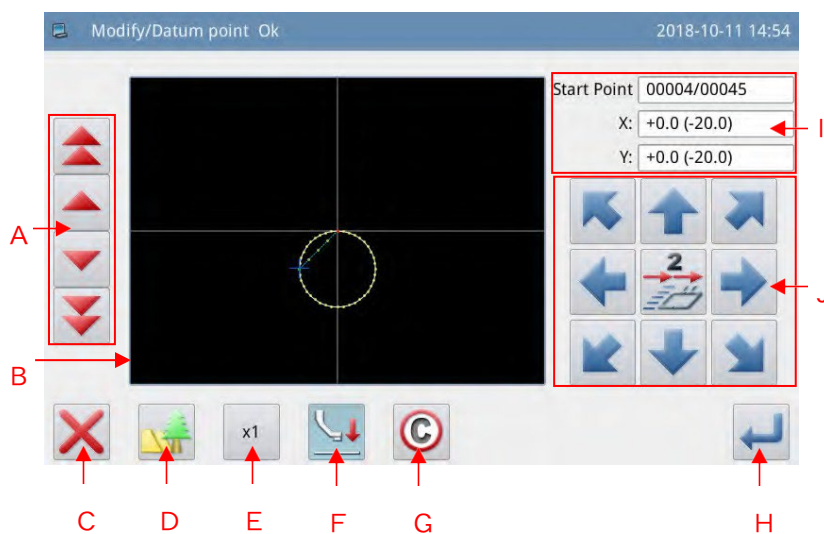 Modify/Datum point Ok
2018-10-11 14:54
Start Point 00004/00045
X: +0.0 (-20.0)
Y: +0.0 (-20.0)
I
A
2
J
B
x1
C
C
D
E
F
G
H